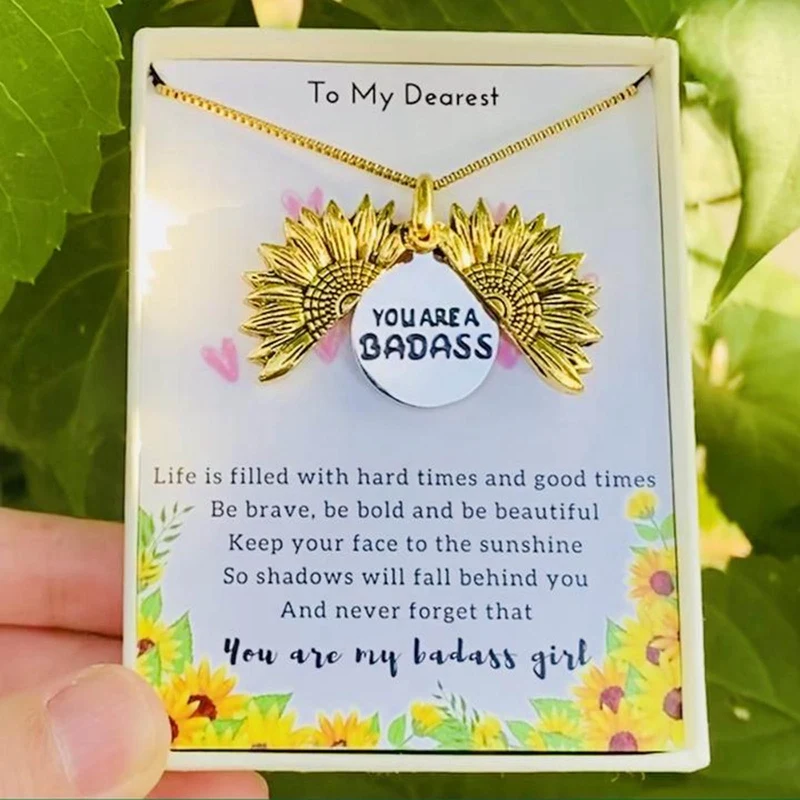 To My Dearest
YOU ARE A
BADASS
Life is filled with hard times and good times
Be brave, be bold and be beautiful
Keep your face to the sunshine
So shadows will fall behind you
And never forget that
You are my badass girl